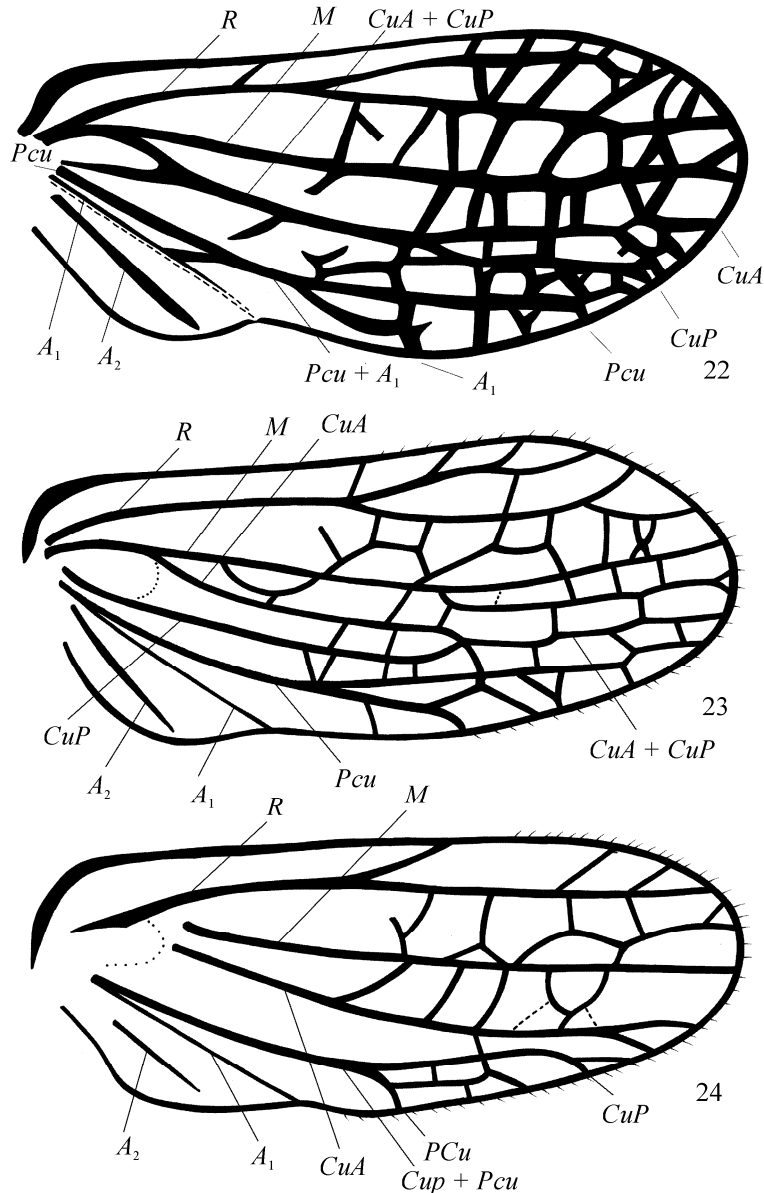 R M CuA + CuP
Pcu
CuA
CuP
A1 A2 Pcu + A1 A1 Pcu 22
R M CuA
23
CuP A2 A1 Pcu CuA + CuP
R M
CuP 24
A2 A1 CuA PCu
Cup + Pcu